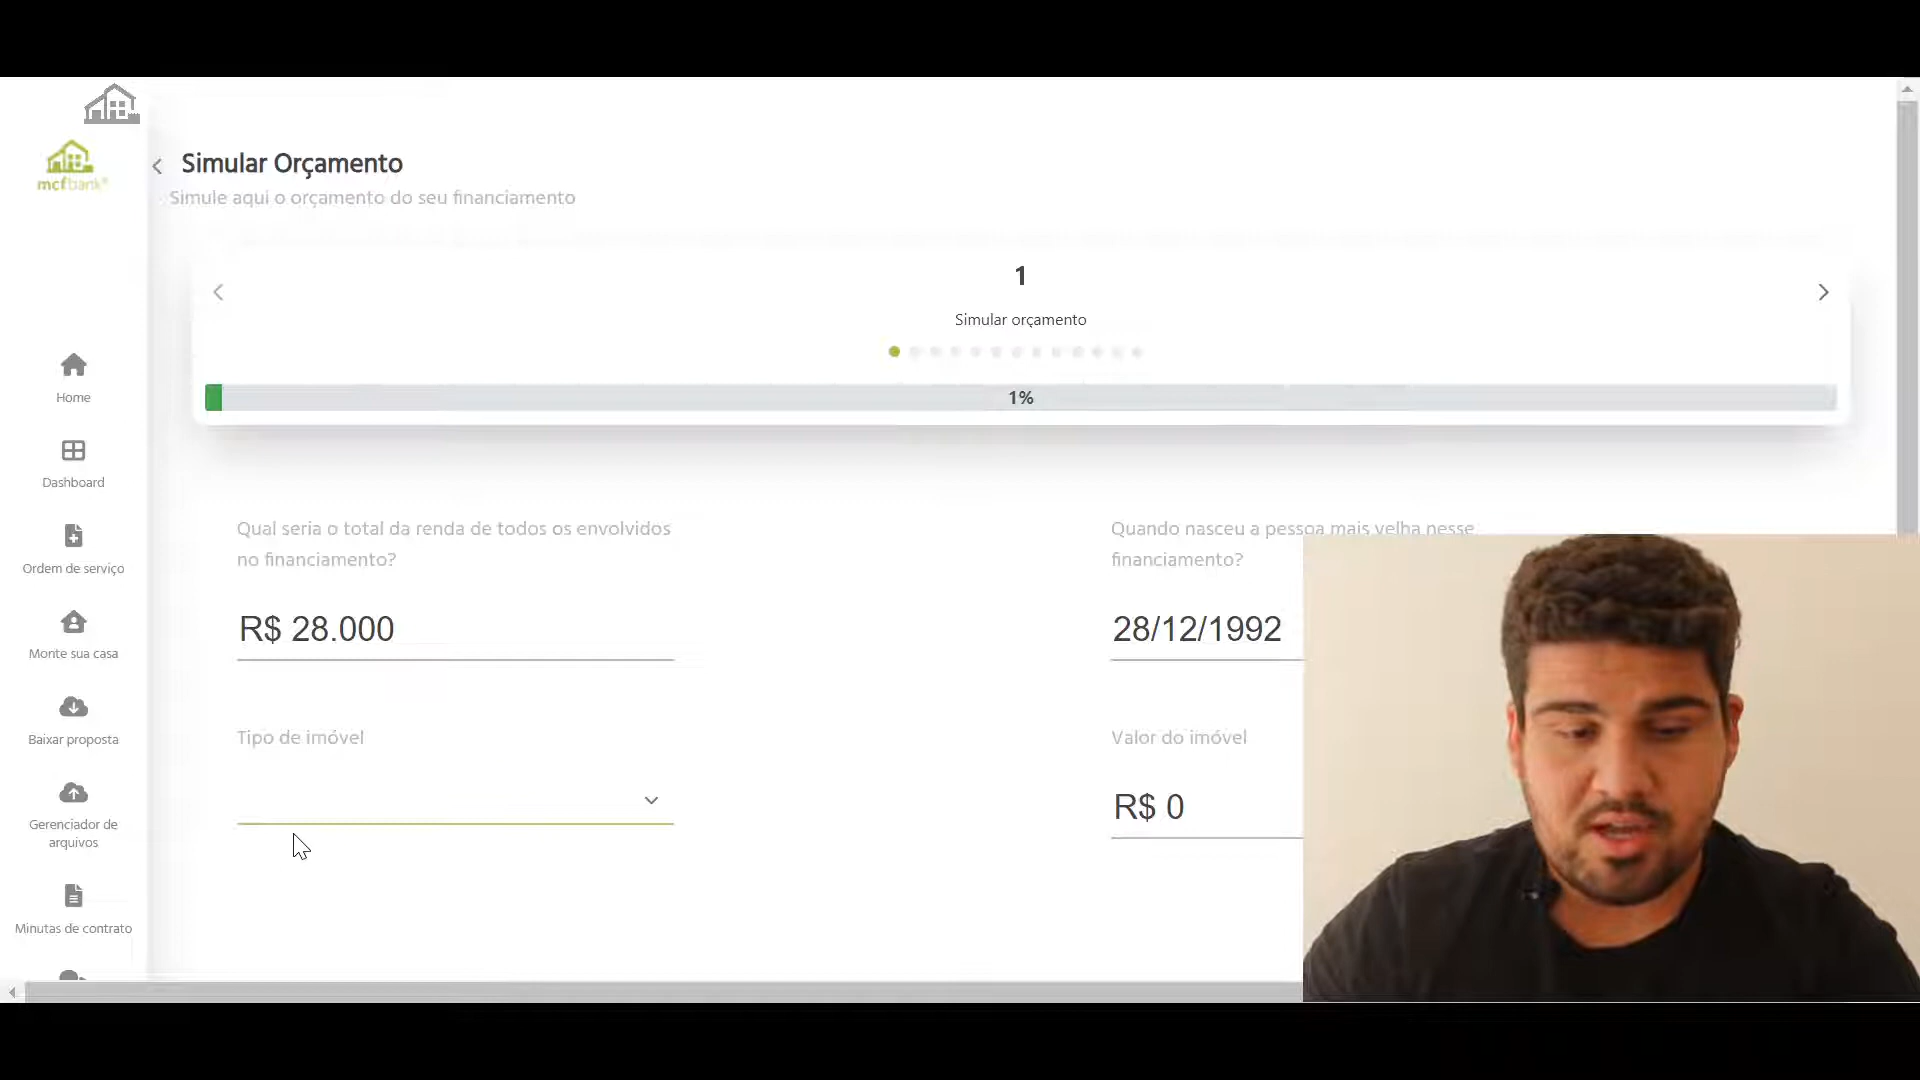 mcfbank®
Simular Orçamento
Simule aqui o orçamento do seu financiamento
1
Simular orçamento
1%
Home
Dashboard
Ordem de serviço
Monte sua casa
Baixar proposta
Gerenciador de
arquivos
Minutas de contrato
Qual seria o total da renda de todos os envolvidos
no financiamento?
R$ 28.000
Quando nasceu a pessoa mais velha nesse
financiamento?
28/12/1992
Tipo de imóvel
Valor do imóvel
R$ 0